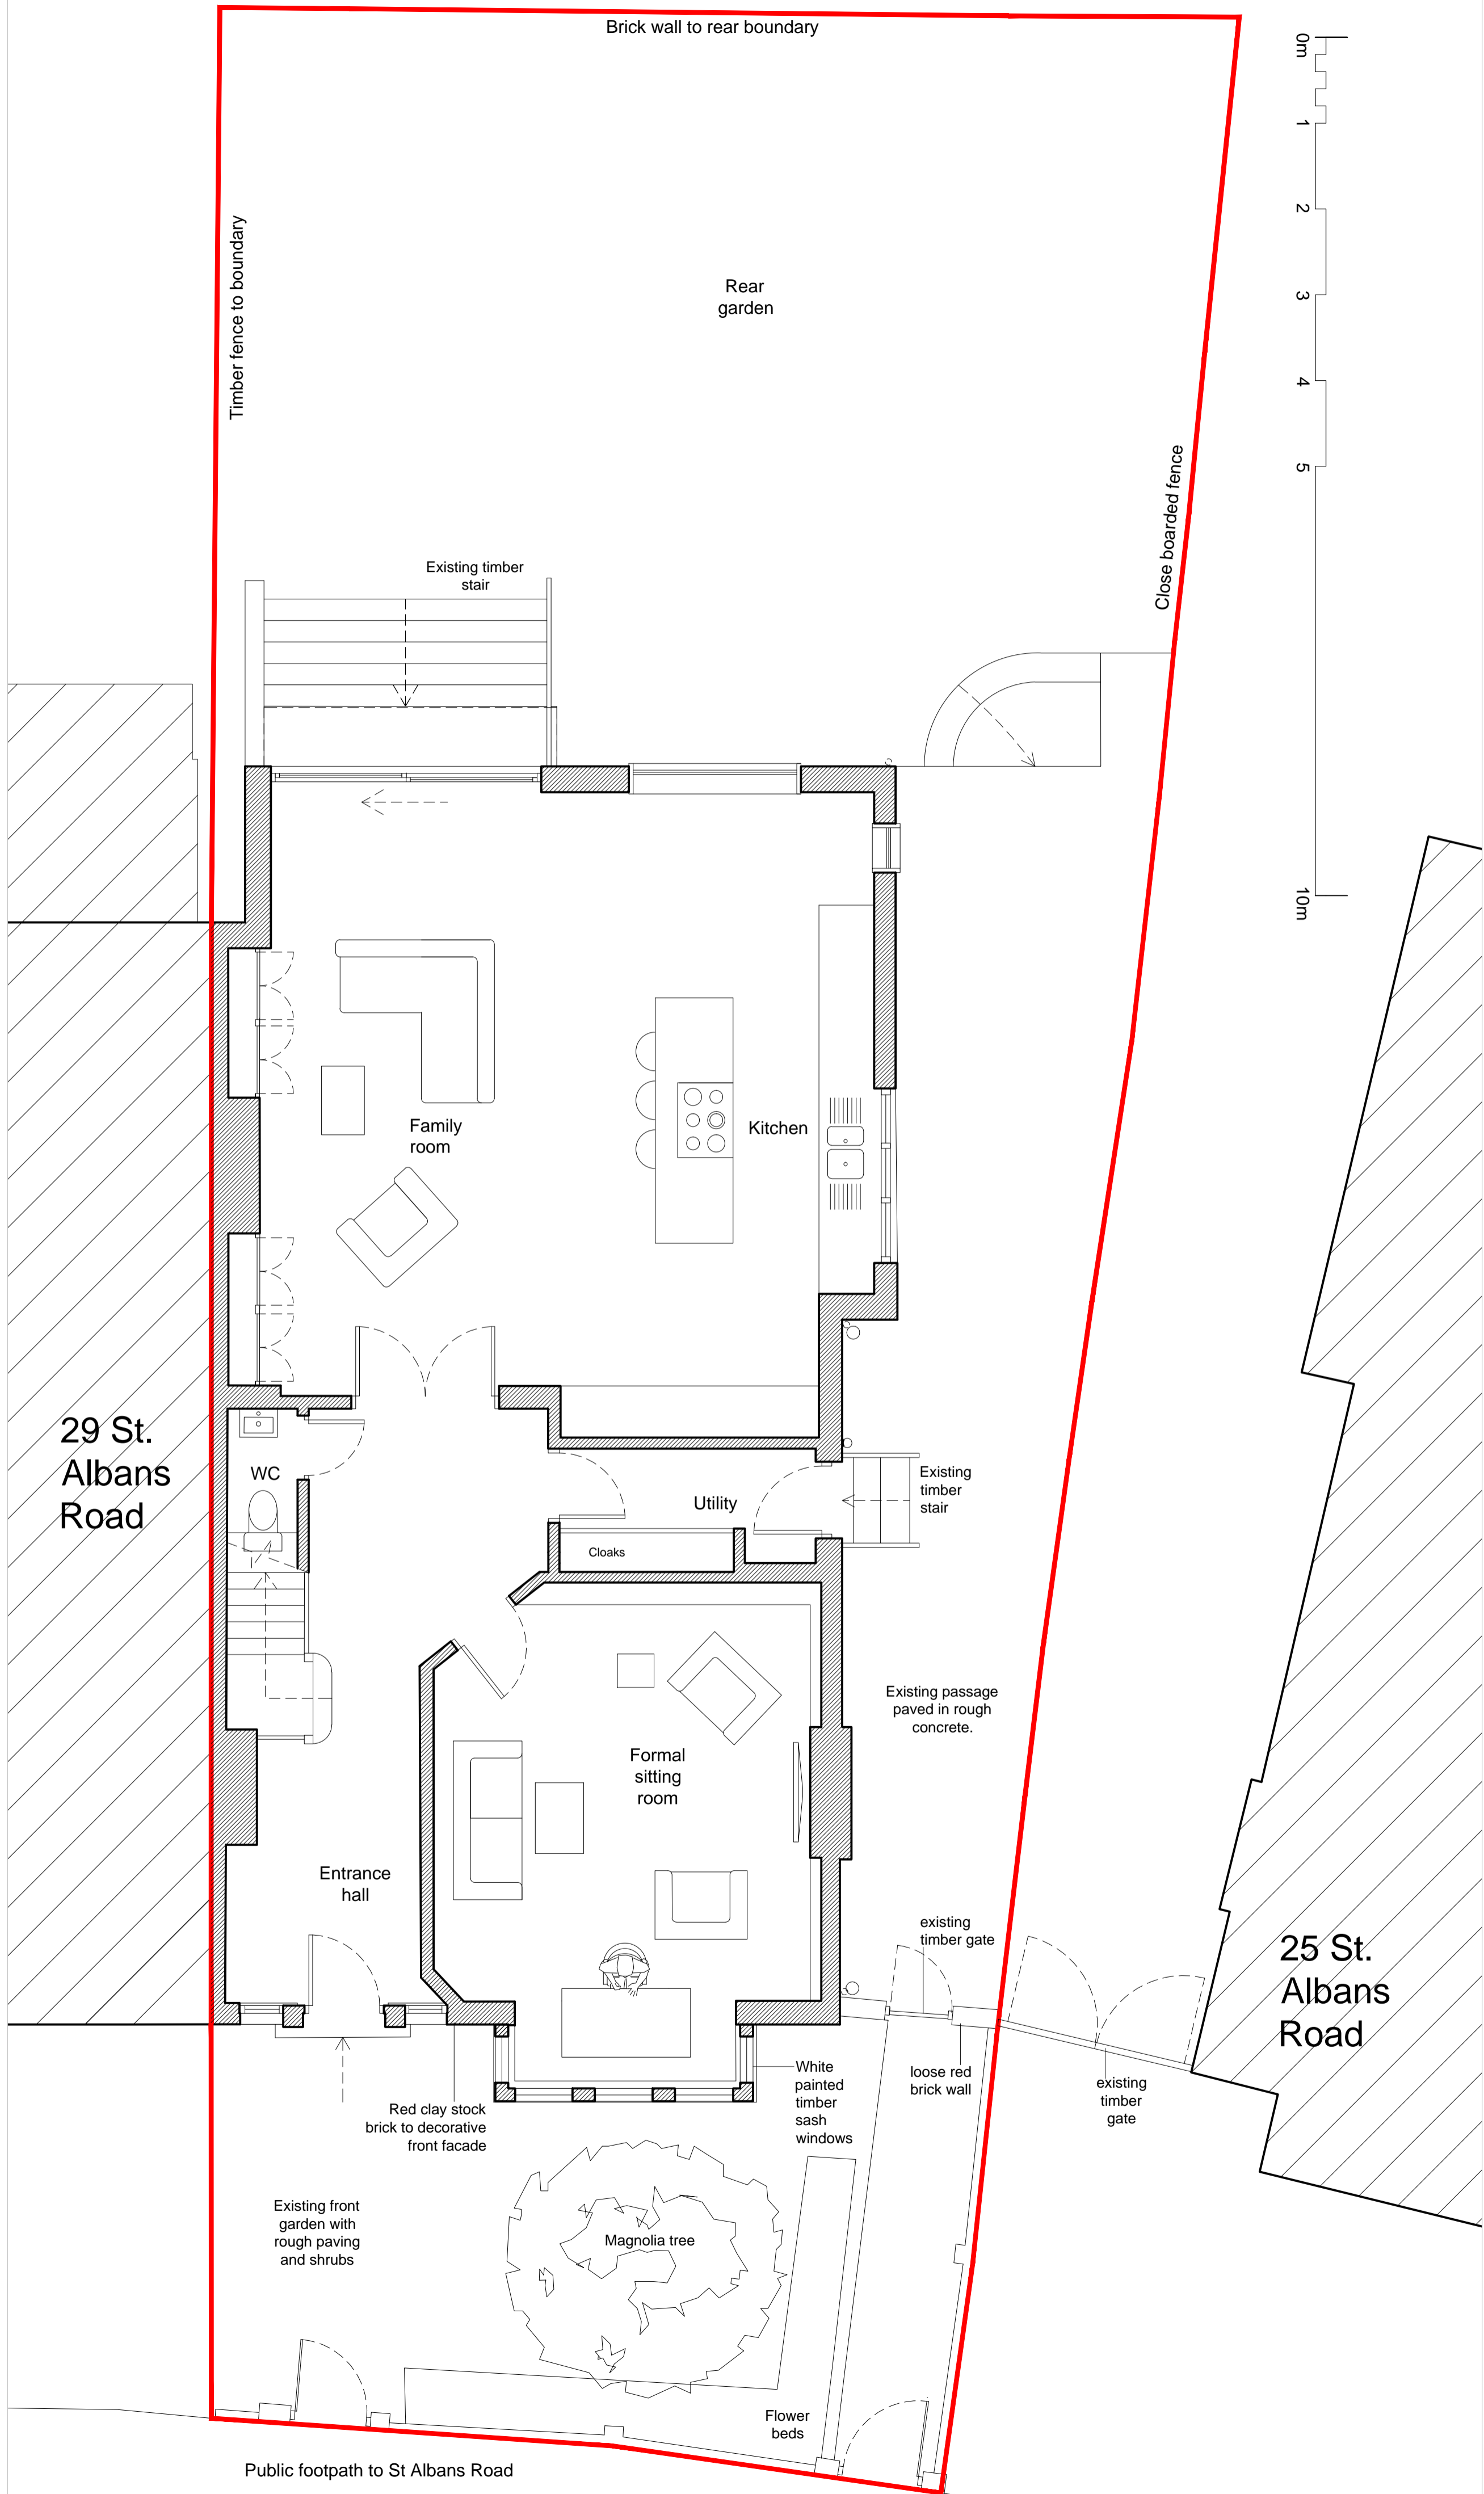 Brick wall to rear boundary
0m
1
2
3
4
5
10m
Timber fence to boundary
Rear
garden
Close boarded fence
Existing timber
stair
Family
room
Kitchen
29 St.
Albans
Road
WC
Utility
Existing
timber
stair
Cloaks
Existing passage
paved in rough
concrete.
Formal
sitting
room
Entrance
hall
existing
timber gate
25 St.
Albans
Road
White
painted
timber
sash
windows
loose red
brick wall
existing
timber
gate
Red clay stock
brick to decorative
front facade
Existing front
garden with
rough paving
and shrubs
Magnolia tree
Flower
beds
Public footpath to St Albans Road